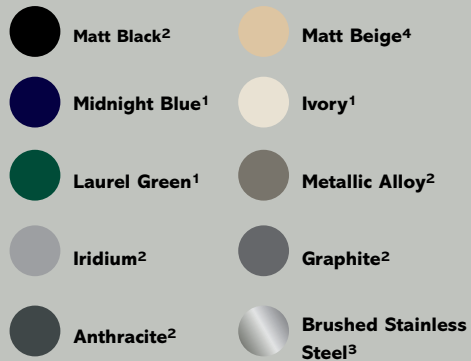 Matt Black²
Matt Beige⁴
Midnight Blue¹
Ivory¹
Laurel Green¹
Metallic Alloy²
Iridium²
Graphite²
Anthracite²
Brushed Stainless
Steel³